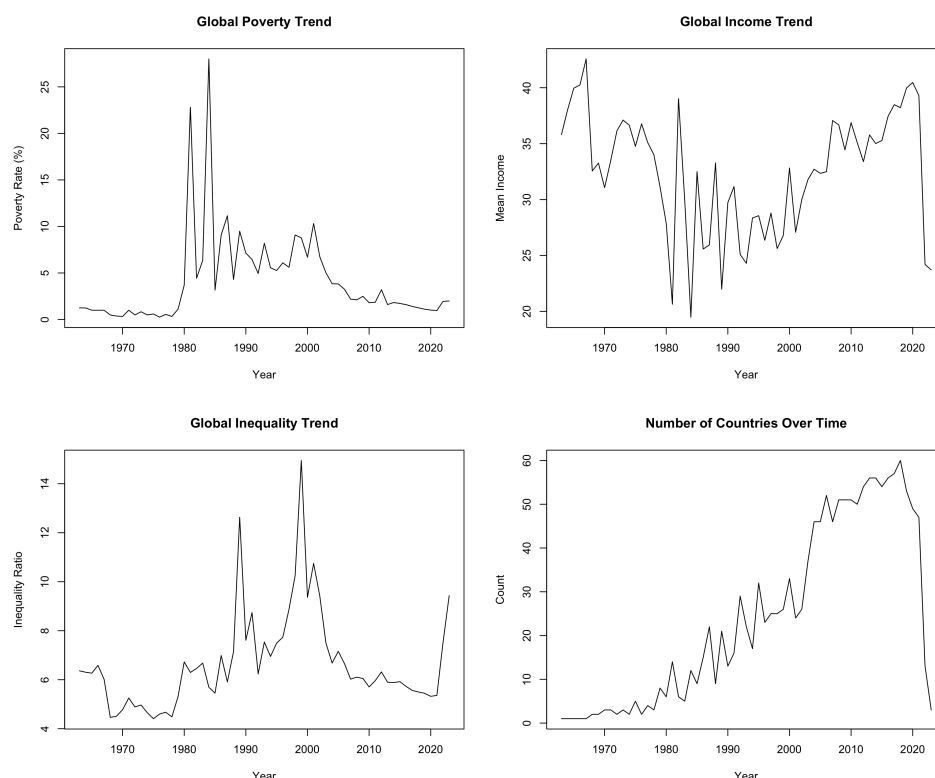 Global Poverty Trend
Poverty Rate (%)
0 5 10 15 20 25
1970 1980 1990 2000 2010 2020
Year
Global Income Trend
Mean Income
20 25 30 35 40
1970 1980 1990 2000 2010 2020
Year
Global Inequality Trend
Inequality Ratio
4 6 8 10 12 14
1970 1980 1990 2000 2010 2020
Year
Number of Countries Over Time
Count
0 10 20 30 40 50 60
1970 1980 1990 2000 2010 2020
Year